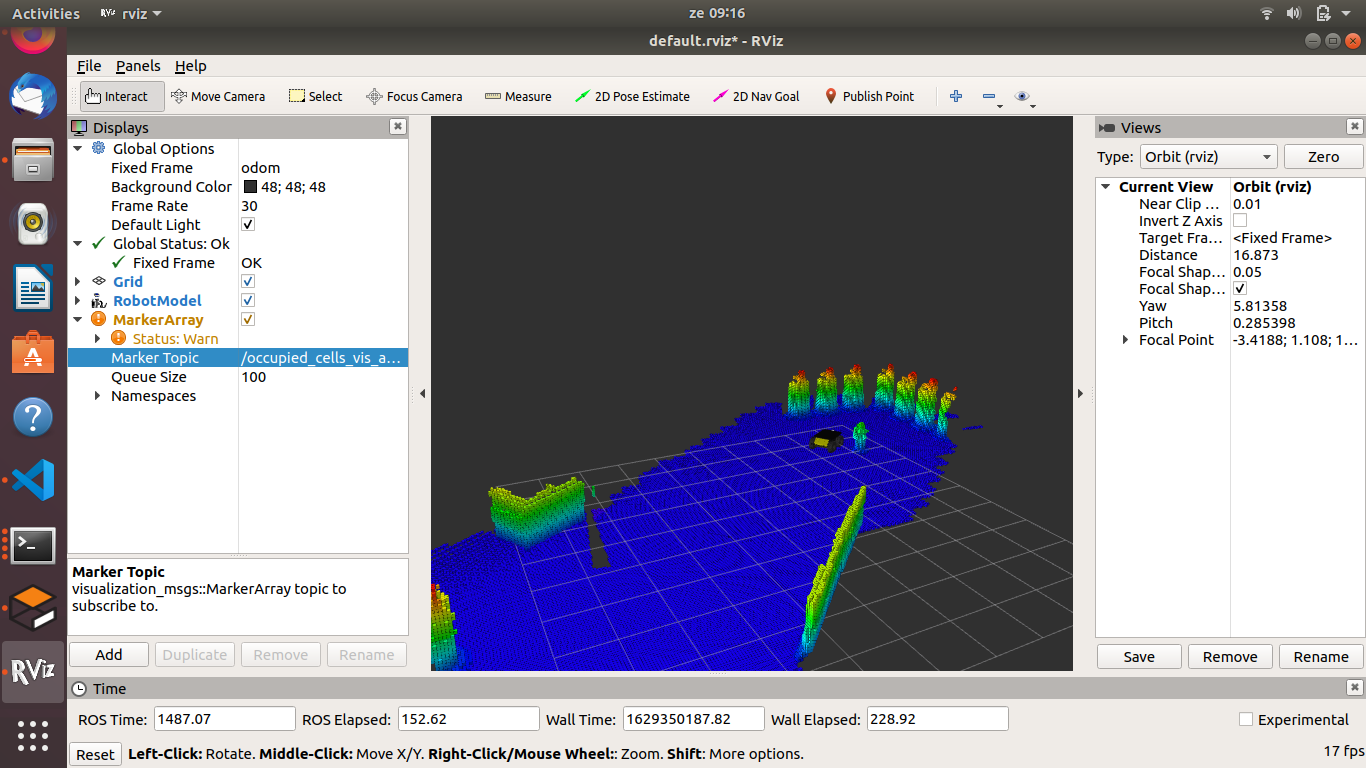 Activities
rviz
ze 09:16
default.rviz* - RViz
File Panels Help
Interact Move Camera Select Focus Camera Measure 2D Pose Estimate 2D Nav Goal Publish Point
Displays
Global Options
Fixed Frame odom
Background Color 48; 48; 48
Frame Rate 30
Default Light
Global Status: Ok
Fixed Frame OK
Grid
RobotModel
MarkerArray
Status: Warn
Marker Topic /occupied_cells_vis_a...
Queue Size 100
Namespaces
Marker Topic
visualization_msgs::MarkerArray topic to
subscribe to.
Add Duplicate Remove Rename
Views
Type: Orbit (rviz) Zero
Current View Orbit (rviz)
Near Clip ... 0.01
Invert Z Axis
Target Fra... <Fixed Frame>
Distance 16.873
Focal Shap... 0.05
Focal Shap...
Yaw 5.81358
Pitch 0.285398
Focal Point -3.4188; 1.108; 1...
Save Remove Rename
Time
ROS Time: 1487.07 ROS Elapsed: 152.62 Wall Time: 1629350187.82 Wall Elapsed: 228.92 Experimental
Reset Left-Click: Rotate. Middle-Click: Move X/Y. Right-Click/Mouse Wheel:: Zoom. Shift: More options. 17 fps
RViz